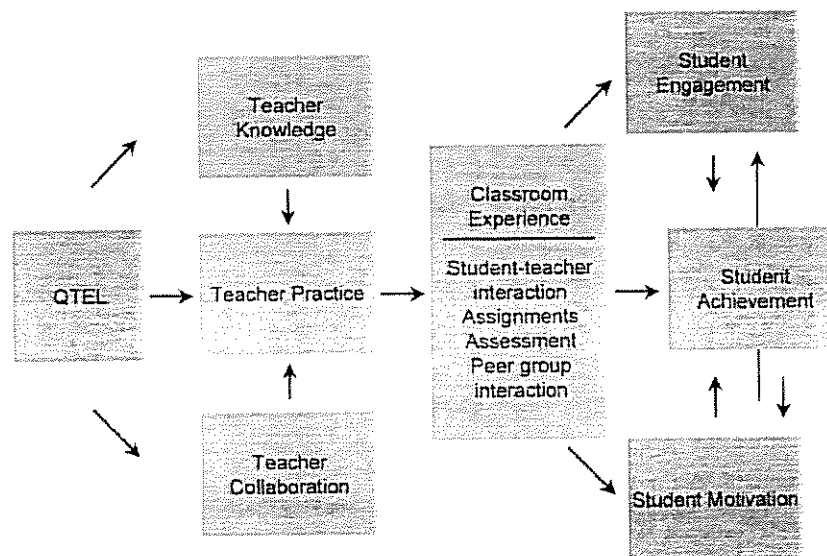 Student
Engagement
Teacher
Knowledge
Classroom
Experience
QTEL
Teacher Practice
Student-teacher
interaction
Assignments
Assessment
Peer group
interaction
Student
Achievement
Teacher
Collaboration
Student Motivation